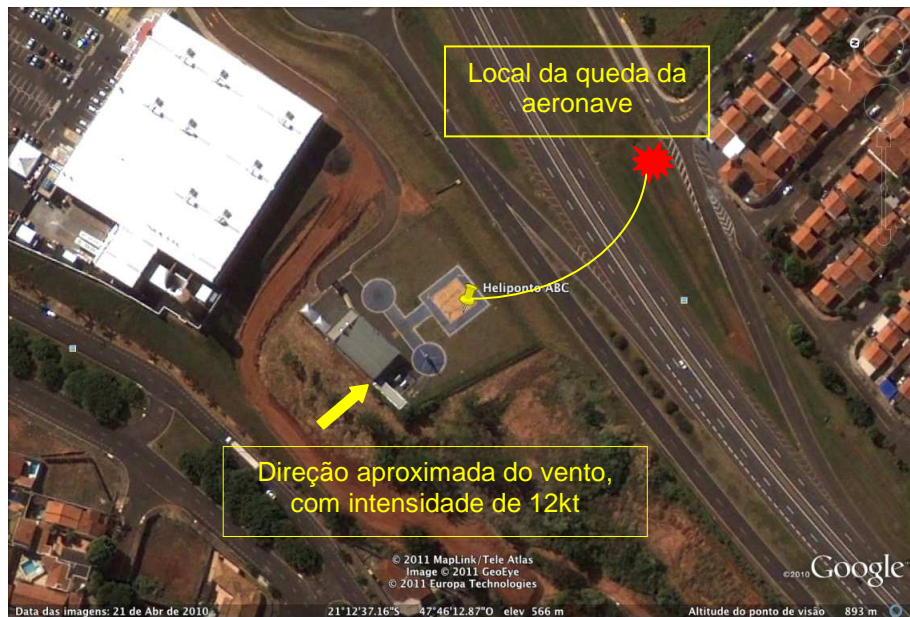 Local da queda da
aeronave
N
Heliponto ABC
Direção aproximada do vento,
com intensidade de 12kt
© 2011 MapLink/Tele Atlas
Image © 2011 GeoEye
© 2011 Europa Technologies
©2010 Google
Data das imagens: 21 de Abr de 2010 21°12'37.16"S 47°46'12.87"O elev 566 m Altitude do ponto de visão 893 m